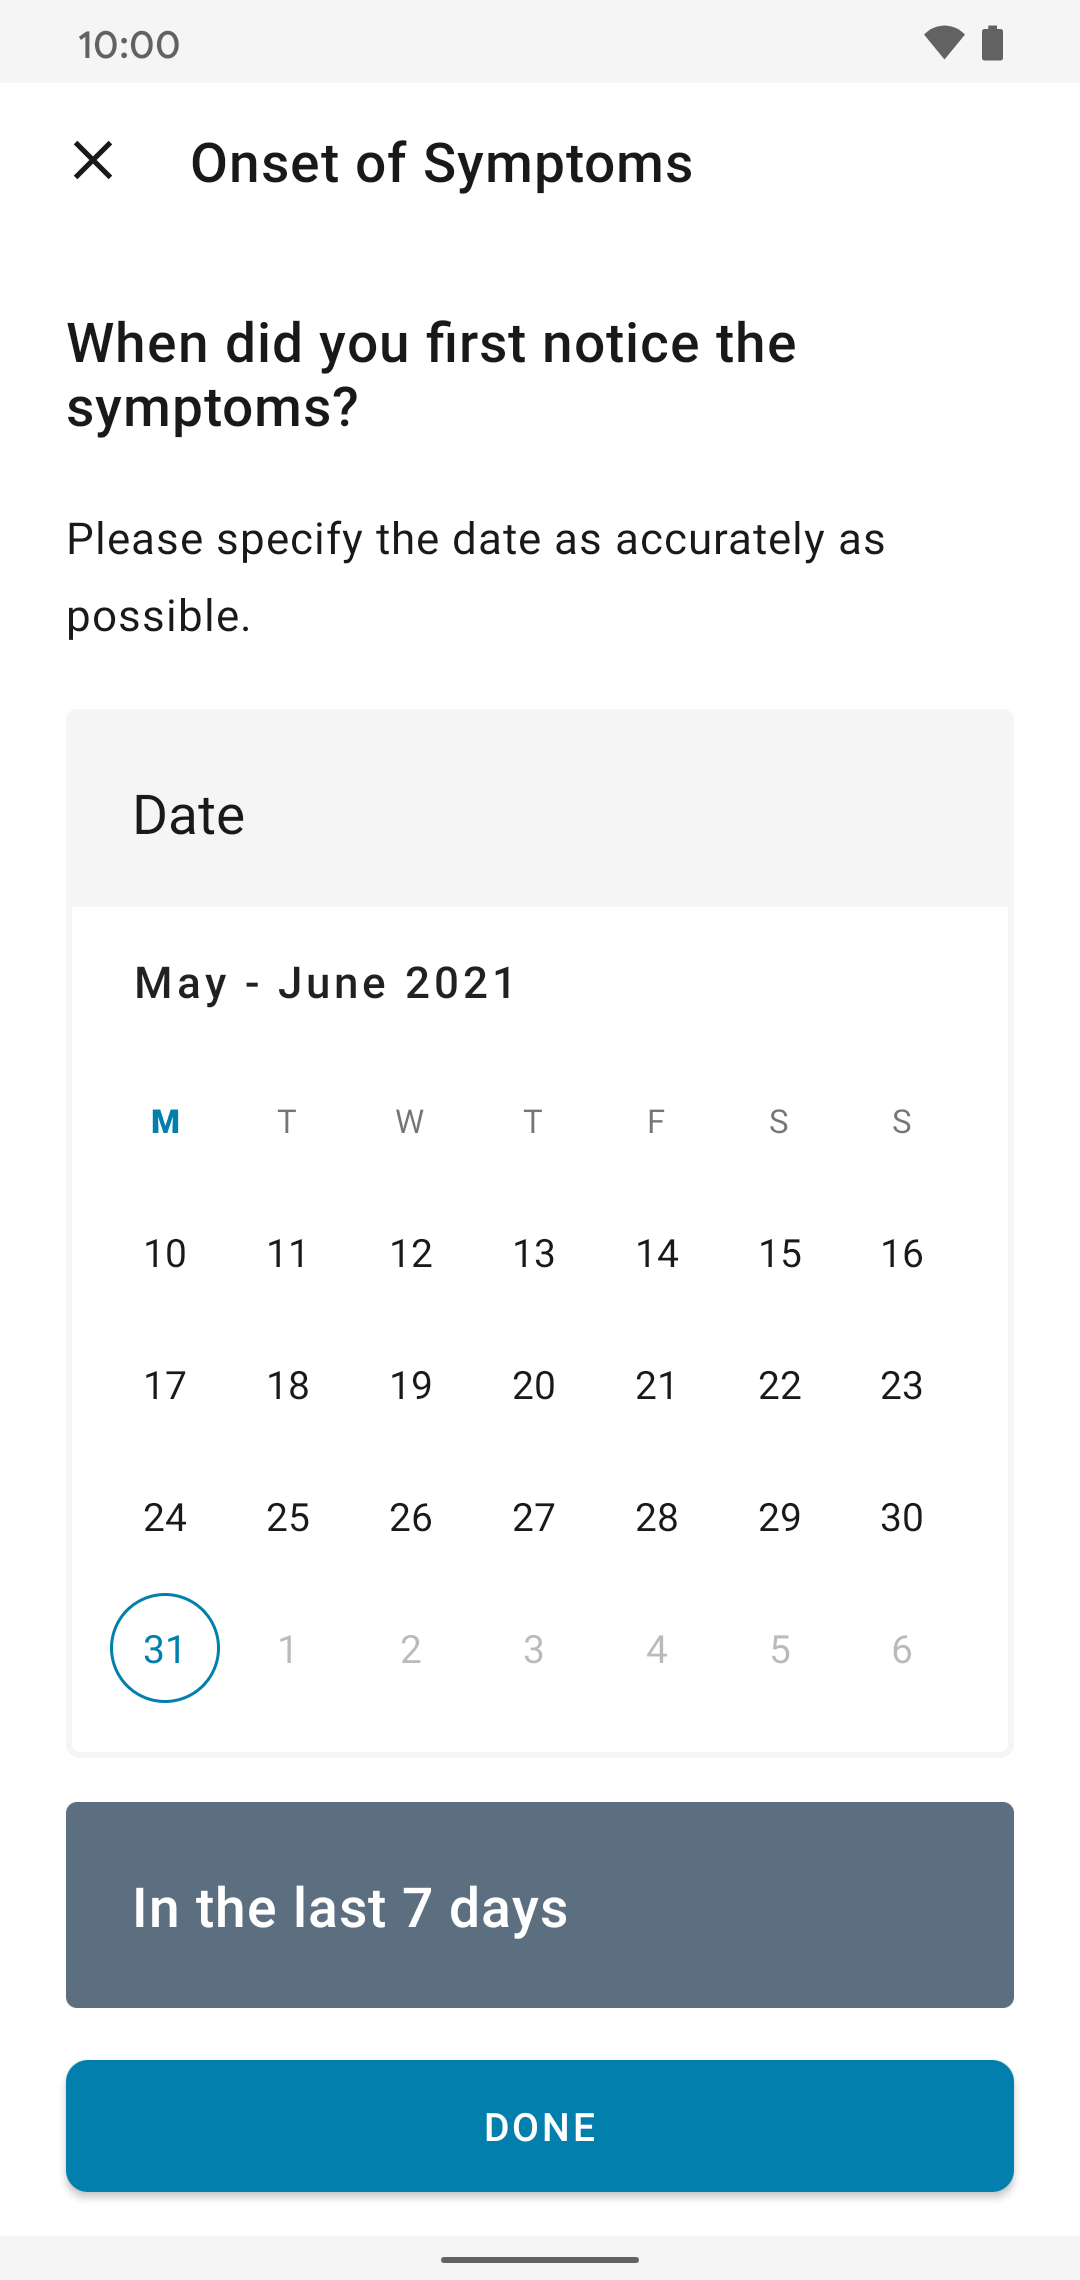 10:00
Onset of Symptoms
When did you first notice the
symptoms?
Please specify the date as accurately as
possible.
Date
May - June 2021
M T W T F S S
10 11 12 13 14 15 16
17 18 19 20 21 22 23
24 25 26 27 28 29 30
31 1 2 3 4 5 6
In the last 7 days
DONE